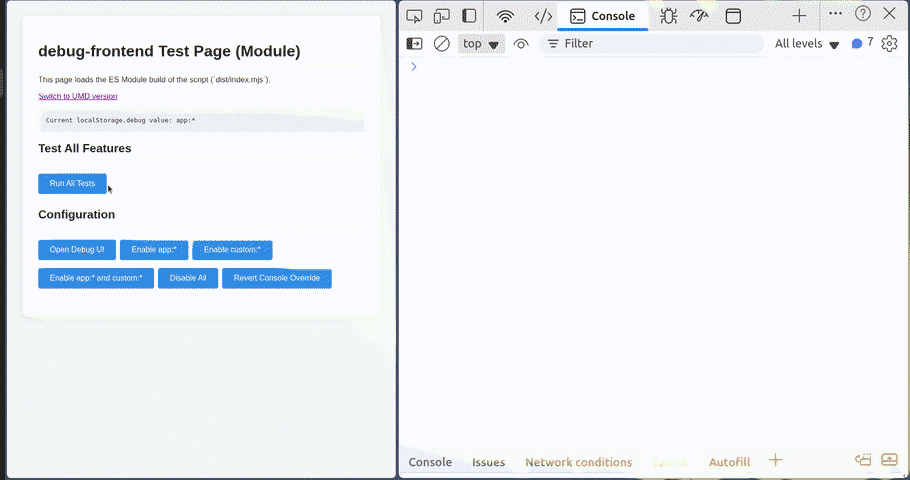 debug-frontend Test Page (Module)
This page loads the ES Module build of the script (`dist/index.mjs`).
Switch to UMD version
Current localStorage.debug value: app:*
Test All Features
Run All Tests
Configuration
Open Debug UI
Enable app:*
Enable custom:*
Enable app:* and custom:*
Disable All
Revert Console Override
Console
top
Filter
All levels
7
Console
Issues
Network conditions
Search
Autofill